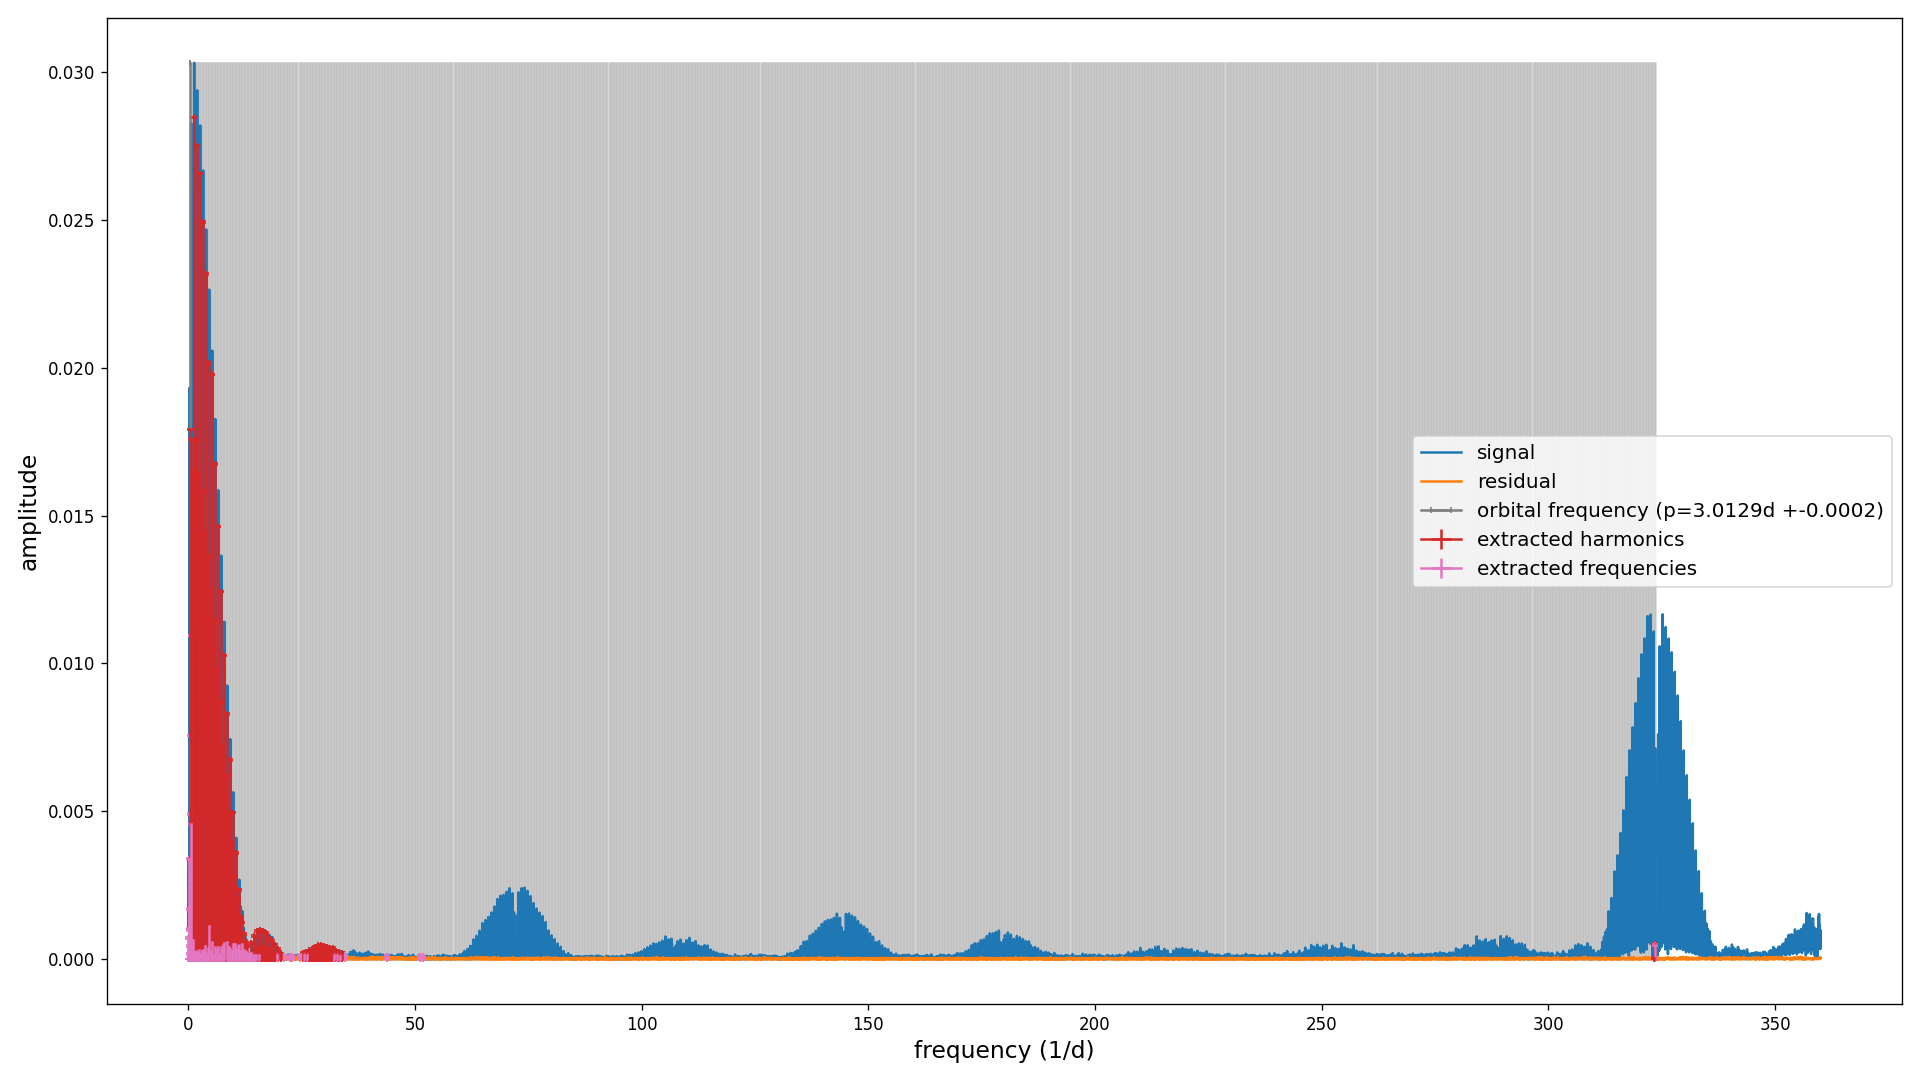 0.030
0.025
0.020
0.015
0.010
0.005
0.000
amplitude
signal
residual
orbital frequency (p=3.0129d +-0.0002)
extracted harmonics
extracted frequencies
0 50 100 150 200 250 300 350
frequency (1/d)